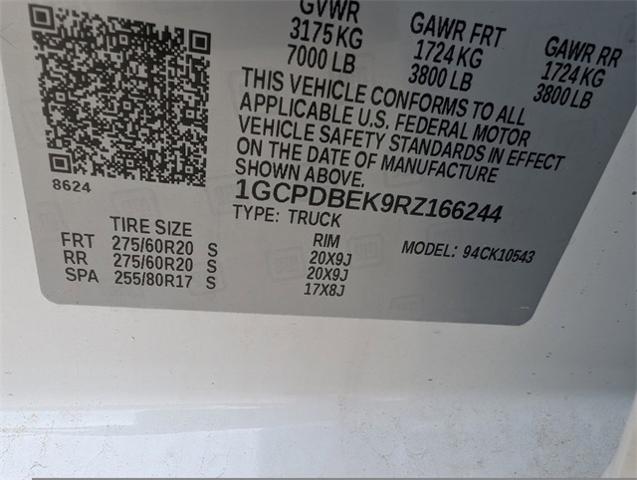 GVWR GAWR FRT GAWR RR
3175 KG 1724 KG 1724 KG
7000 LB 3800 LB 3800 LB
THIS VEHICLE CONFORMS TO ALL
APPLICABLE U.S. FEDERAL MOTOR
VEHICLE SAFETY STANDARDS IN EFFECT
ON THE DATE OF MANUFACTURE
SHOWN ABOVE.
8624
1GCPDBEK9RZ166244
TYPE: TRUCK
MODEL: 94CK10543
TIRE SIZE RIM
FRT 275/60R20 S 20X9J
RR 275/60R20 S 20X9J
SPA 255/80R17 S 17X8J